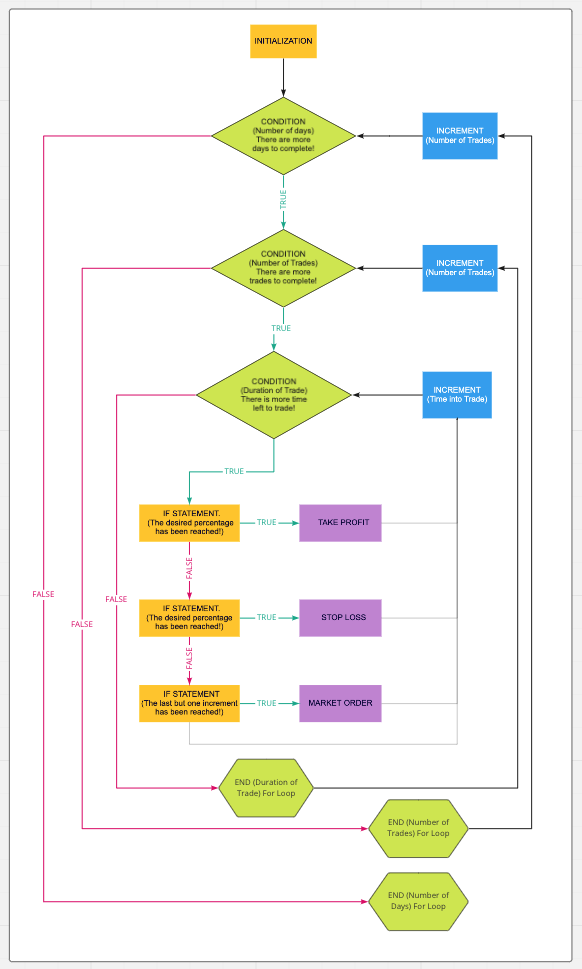 INITIALIZATION
CONDITION
(Number of days)
There are more
days to complete!
INCREMENT
(Number of Trades)
TRUE
CONDITION
(Number of Trades)
There are more
trades to complete!
INCREMENT
(Number of Trades)
TRUE
CONDITION
(Duration of Trade)
There is more time
left to trade!
INCREMENT
(Time into Trade)
TRUE
IF STATEMENT.
(The desired percentage
has been reached!)
TRUE
TAKE PROFIT
FALSE
FALSE
FALSE
FALSE
IF STATEMENT.
(The desired percentage
has been reached!)
TRUE
STOP LOSS
FALSE
IF STATEMENT
(The last but one increment
has been reached!)
TRUE
MARKET ORDER
END (Duration of
Trade) For Loop
END (Number of
Trades) For Loop
END (Number of
Days) For Loop